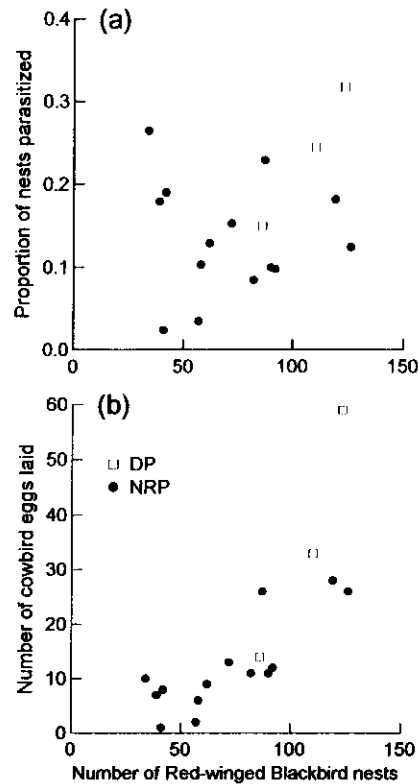 (a)
Proportion of nests parasitized
0.4
0.3
0.2
0.1
0.0
0
50
100
150
(b)
Number of cowbird eggs laid
60
50
40
30
20
10
0
DP
NRP
0
50
100
150
Number of Red-winged Blackbird nests